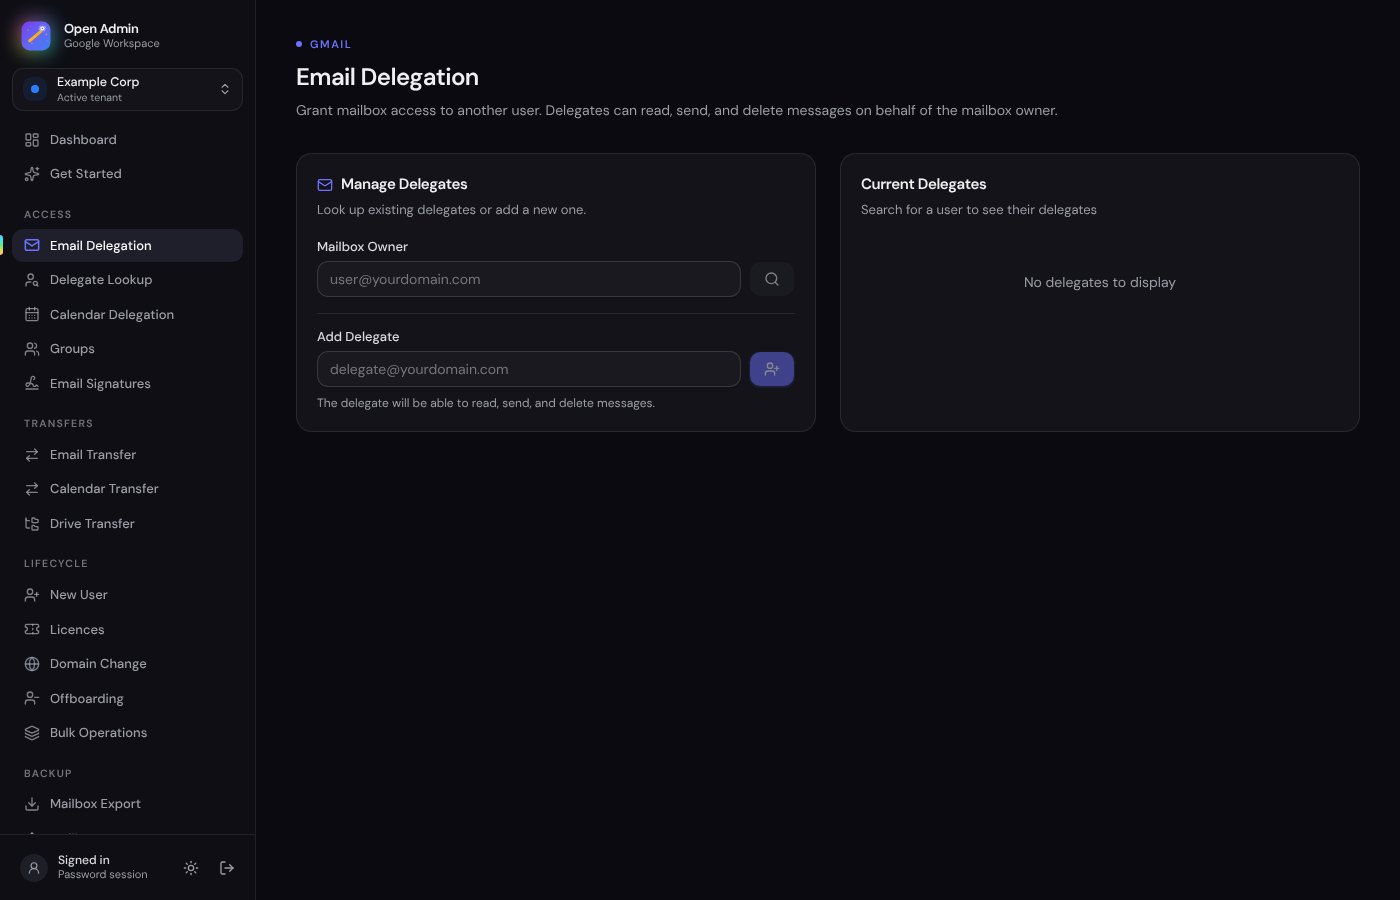 Open Admin
Google Workspace
Example Corp
Active tenant
Dashboard
Get Started
ACCESS
Email Delegation
Delegate Lookup
Calendar Delegation
Groups
Email Signatures
TRANSFERS
Email Transfer
Calendar Transfer
Drive Transfer
LIFECYCLE
New User
Licences
Domain Change
Offboarding
Bulk Operations
BACKUP
Mailbox Export
Signed in
Password session
GMAIL
Email Delegation
Grant mailbox access to another user. Delegates can read, send, and delete messages on behalf of the mailbox owner.
Manage Delegates
Look up existing delegates or add a new one.
Mailbox Owner
user@yourdomain.com
Add Delegate
delegate@yourdomain.com
The delegate will be able to read, send, and delete messages.
Current Delegates
Search for a user to see their delegates
No delegates to display